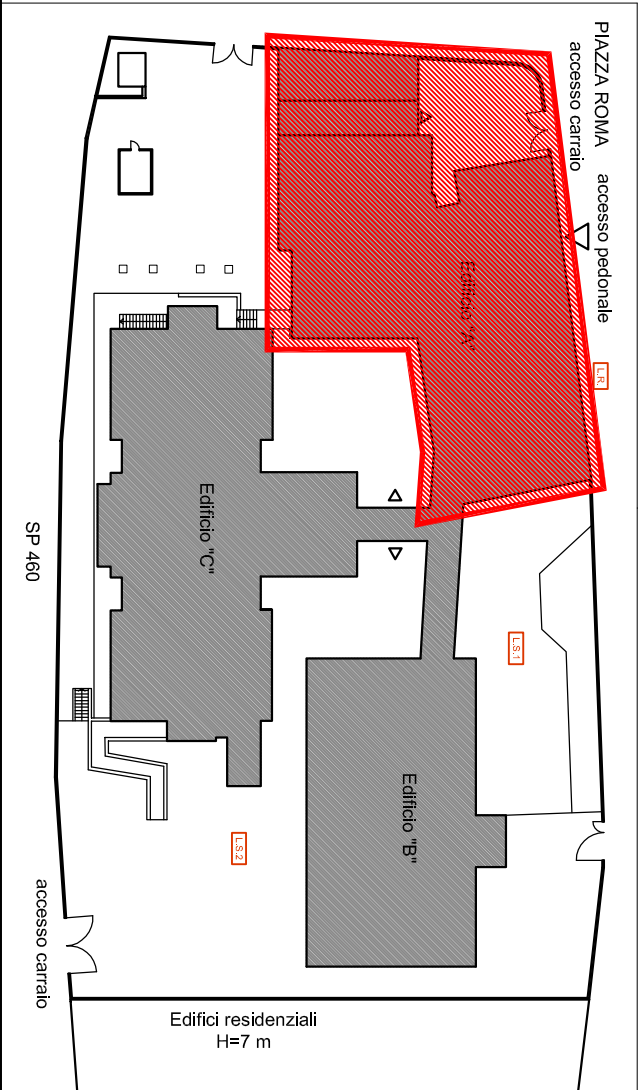 PIAZZA ROMA
accesso carraio
accesso pedonale
L.R.
Edificio "A"
L.S.1
Edificio "C"
SP 460
Edificio "B"
L.S.2
accesso carraio
Edifici residenziali
H=7 m